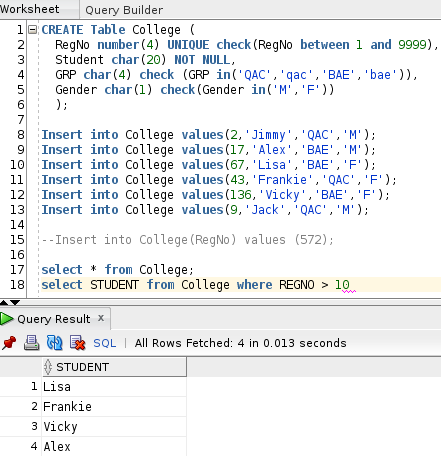 Worksheet Query Builder
1 CREATE Table College (
2 RegNo number(4) UNIQUE check(RegNo between 1 and 9999),
3 Student char(20) NOT NULL,
4 GRP char(4) check (GRP in('QAC','qac','BAE','bae')),
5 Gender char(1) check(Gender in('M','F'))
6 );
7
8 Insert into College values(2,'Jimmy','QAC','M');
9 Insert into College values(17,'Alex','BAE','M');
10 Insert into College values(67,'Lisa','BAE','F');
11 Insert into College values(43,'Frankie','QAC','F');
12 Insert into College values(136,'Vicky','BAE','F');
13 Insert into College values(9,'Jack','QAC','M');
14
15 --Insert into College(RegNo) values (572);
16
17 select * from College;
18 select STUDENT from College where REGNO > 10
Query Result x
SQL | All Rows Fetched: 4 in 0.013 seconds
STUDENT
1 Lisa
2 Frankie
3 Vicky
4 Alex